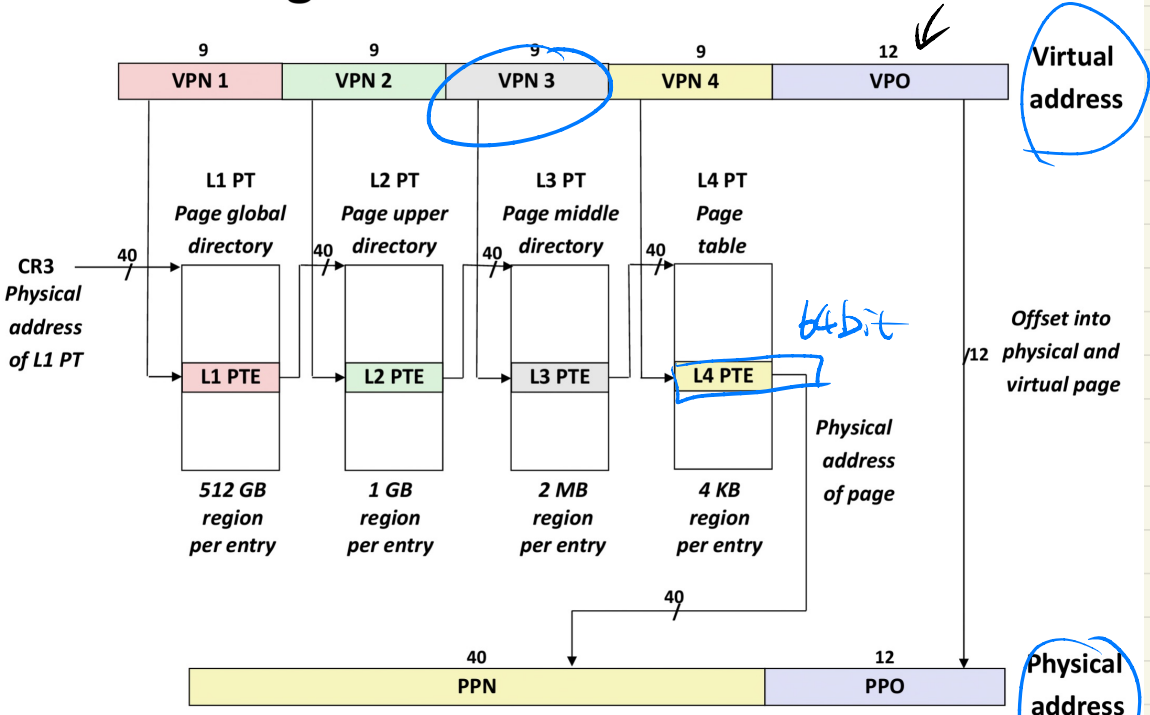 9 9 9 9 12
VPN 1 VPN 2 VPN 3 VPN 4 VPO
Virtual
address
L1 PT L2 PT L3 PT L4 PT
Page global Page upper Page middle Page
directory directory directory table
40 40 40 40
CR3
Physical
address
of L1 PT
64bit
L1 PTE L2 PTE L3 PTE L4 PTE
/12
Offset into
physical and
virtual page
Physical
address
of page
512 GB 1 GB 2 MB 4 KB
region region region region
per entry per entry per entry per entry
40
40 12
PPN PPO
Physical
address